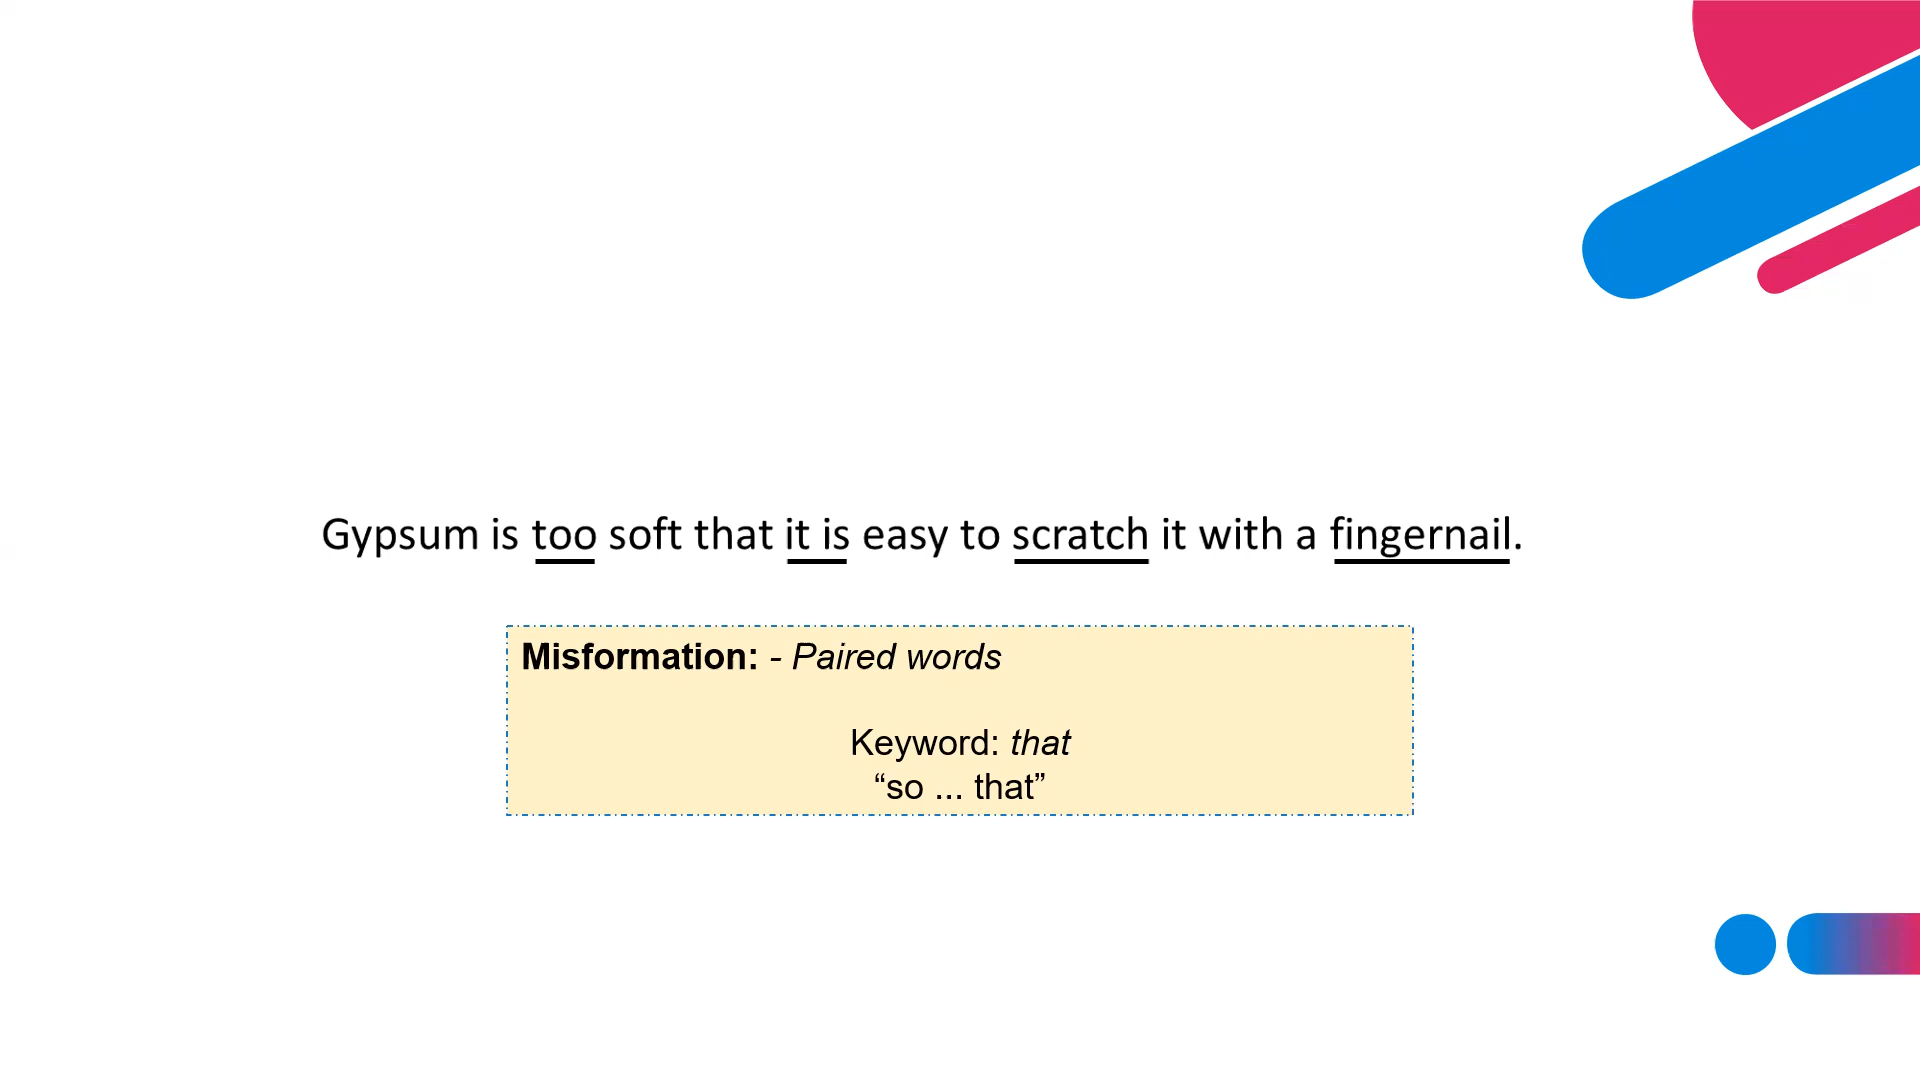 Gypsum is too soft that it is easy to scratch it with a fingernail.
Misformation: - Paired words
Keyword: that
“so ... that”